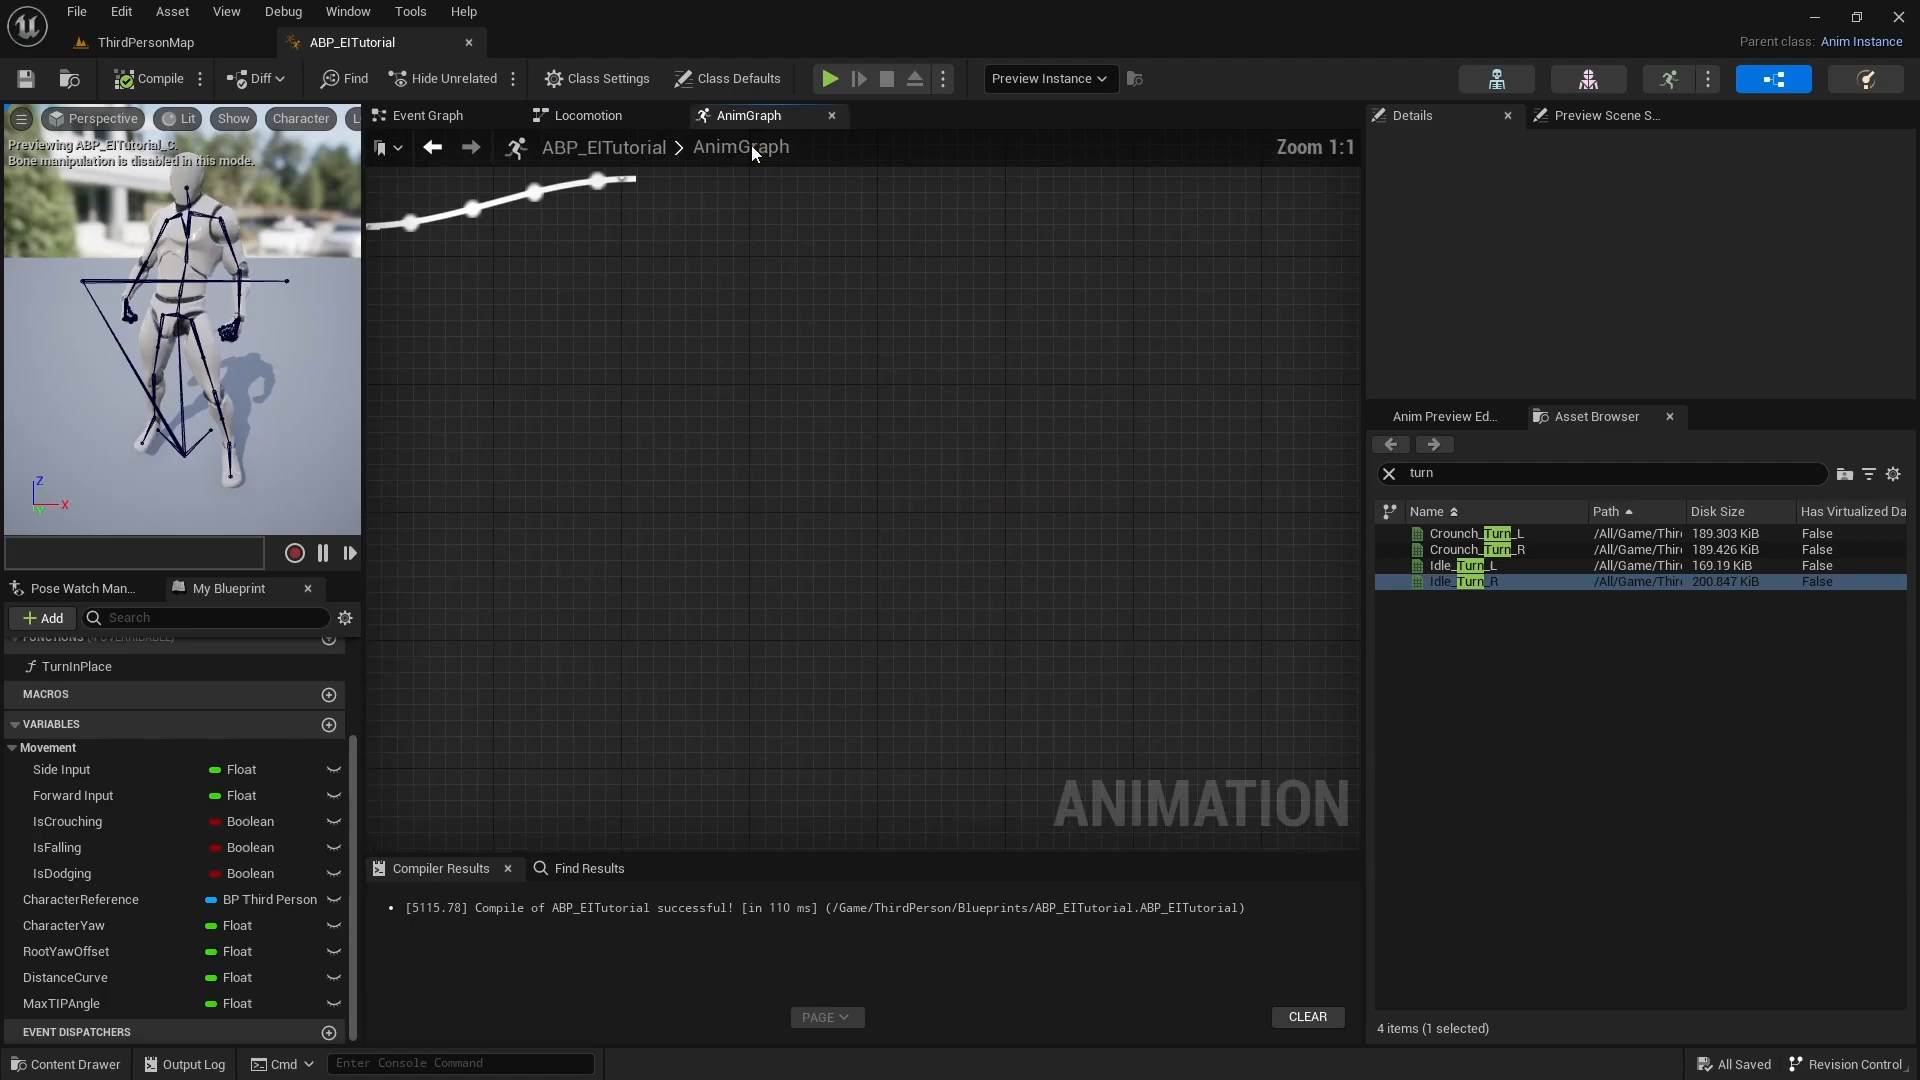 File Edit Asset View Debug Window Tools Help
ThirdPersonMap
ABP_EITutorial
Parent class: Anim Instance
Compile
Diff
Find
Hide Unrelated
Class Settings
Class Defaults
Preview Instance
Perspective
Lit
Show
Character
Previewing ABP_EITutorial_C.
Bone manipulation is disabled in this mode.
Z
X
Y
Event Graph
Locomotion
AnimGraph
ABP_EITutorial > AnimGraph
Zoom 1:1
ANIMATION
Details
Preview Scene S...
Pose Watch Man...
My Blueprint
Add
Search
FUNCTIONS (4 OVERRIDABLE)
TurnInPlace
MACROS
VARIABLES
Movement
Side Input Float
Forward Input Float
IsCrouching Boolean
IsFalling Boolean
IsDodging Boolean
CharacterReference BP Third Person
CharacterYaw Float
RootYawOffset Float
DistanceCurve Float
MaxTIPAngle Float
EVENT DISPATCHERS
Compiler Results
Find Results
• [5115.78] Compile of ABP_EITutorial successful! [in 110 ms] (/Game/ThirdPerson/Blueprints/ABP_EITutorial.ABP_EITutorial)
PAGE
CLEAR
Anim Preview Ed...
Asset Browser
turn
Name Path Disk Size Has Virtualized Da
Crounch_Turn_L /All/Game/Thir 189.303 KiB False
Crounch_Turn_R /All/Game/Thir 189.426 KiB False
Idle_Turn_L /All/Game/Thir 169.19 KiB False
Idle_Turn_R /All/Game/Thir 200.847 KiB False
4 items (1 selected)
Content Drawer
Output Log
Cmd
Enter Console Command
All Saved
Revision Control